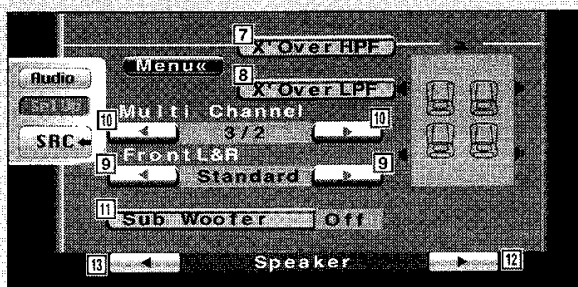 7
X'Over HPF
Menu«
Audio
8
X'Over LPF
SRC
Multi Channel
10
3/2
10
Front L&R
9
Standard
9
11
Sub Woofer
Off
13
Speaker
12